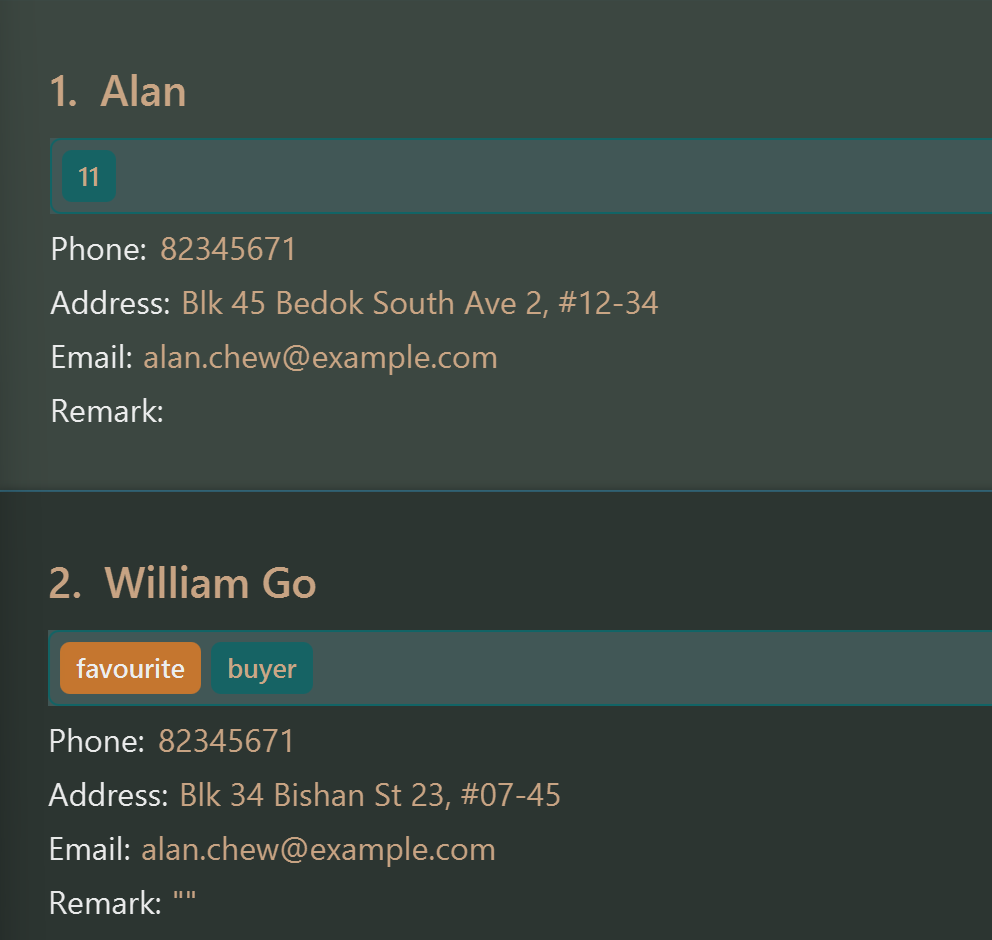 1. Alan
11
Phone: 82345671
Address: Blk 45 Bedok South Ave 2, #12-34
Email: alan.chew@example.com
Remark:
2. William Go
favourite buyer
Phone: 82345671
Address: Blk 34 Bishan St 23, #07-45
Email: alan.chew@example.com
Remark: ""